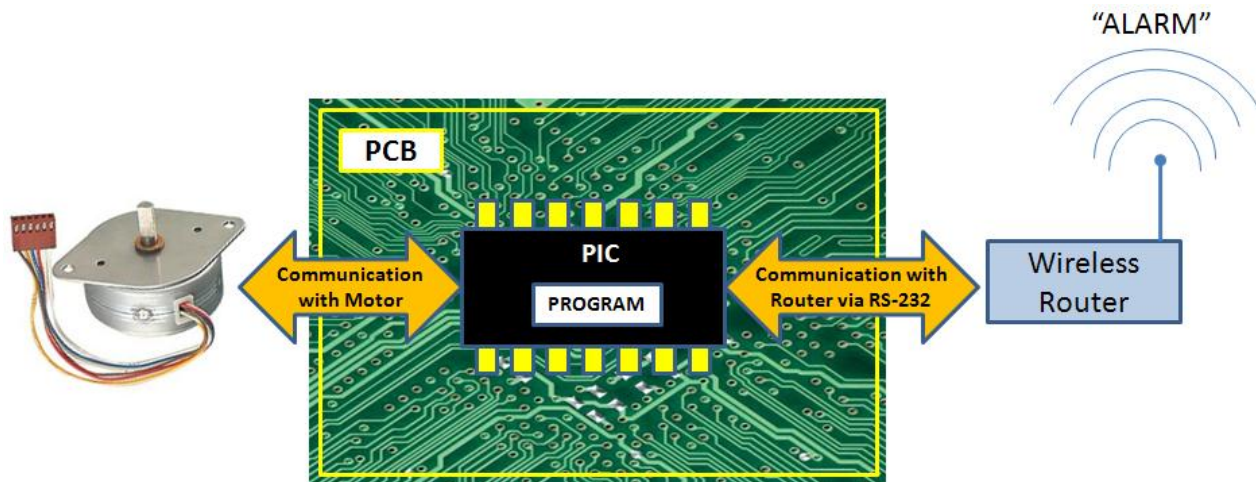 “ALARM”
PCB
PIC
PROGRAM
Communication
with Motor
Communication with
Router via RS-232
Wireless
Router